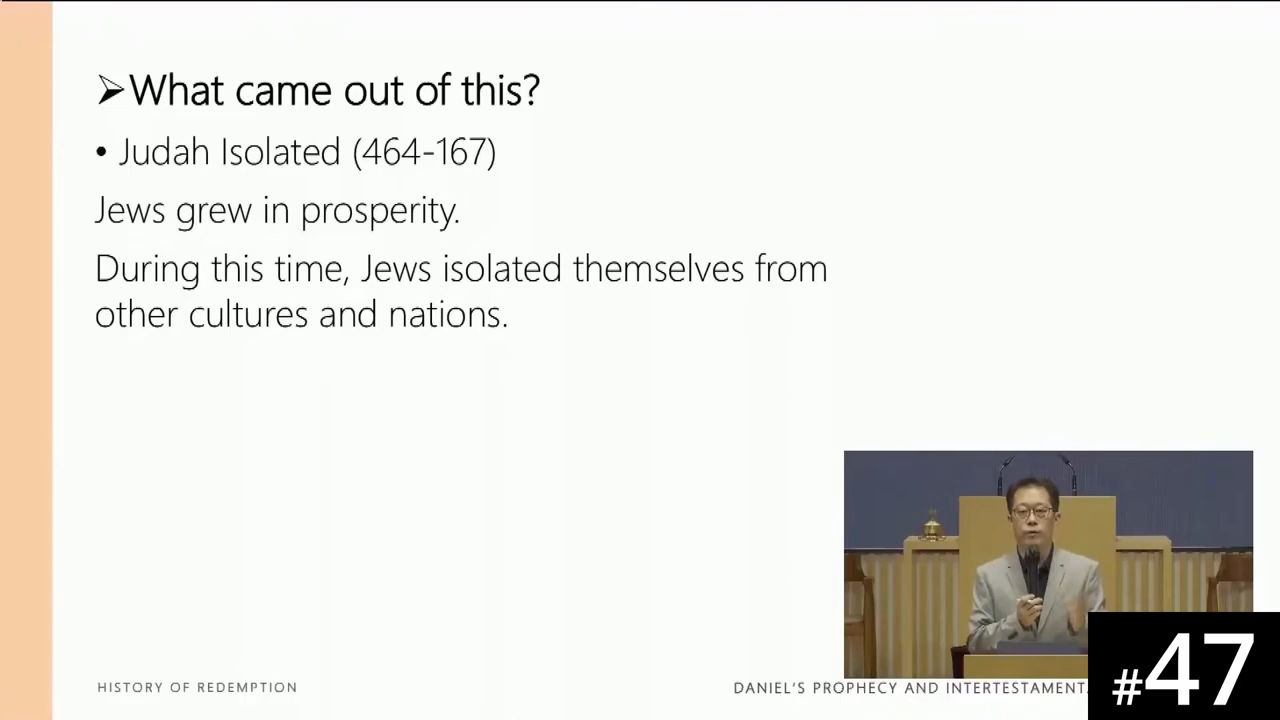 ➢What came out of this?
• Judah Isolated (464-167)
Jews grew in prosperity.
During this time, Jews isolated themselves from
other cultures and nations.
HISTORY OF REDEMPTION
DANIEL'S PROPHECY AND INTERTESTAMENT
#47